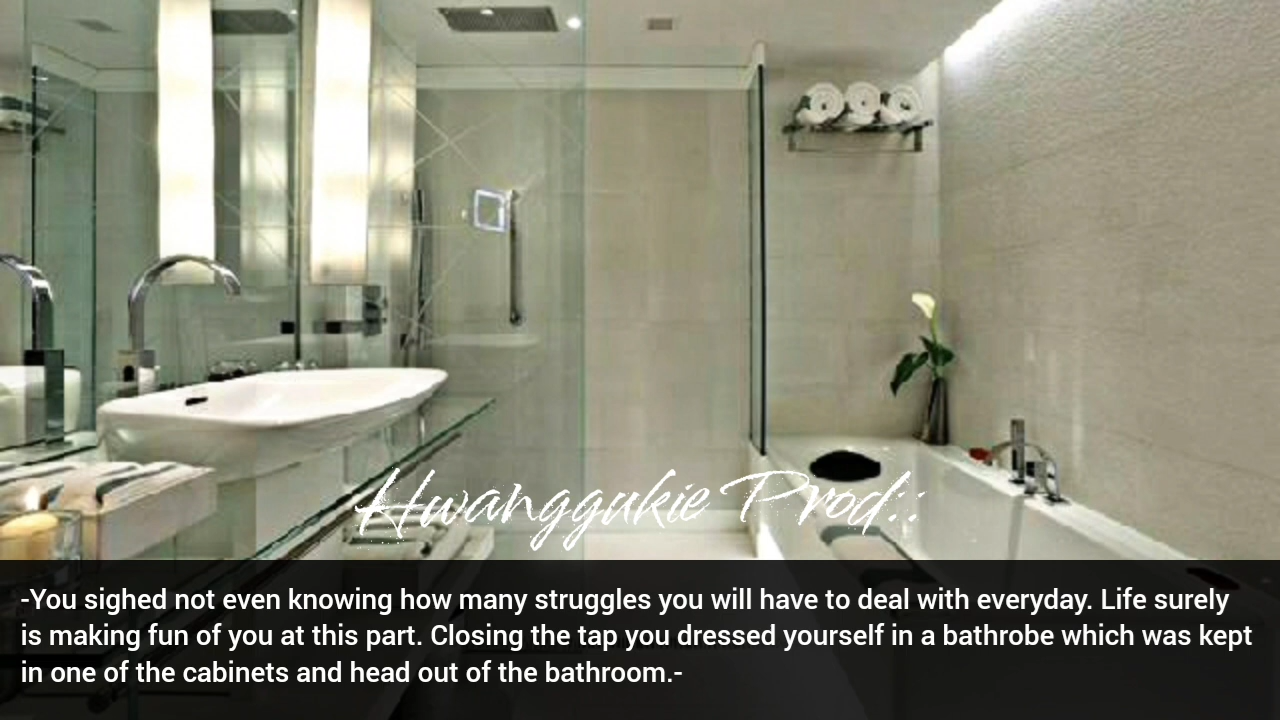 Hwanggukie Prod::
-You sighed not even knowing how many struggles you will have to deal with everyday. Life surely
is making fun of you at this part. Closing the tap you dressed yourself in a bathrobe which was kept
in one of the cabinets and head out of the bathroom.-